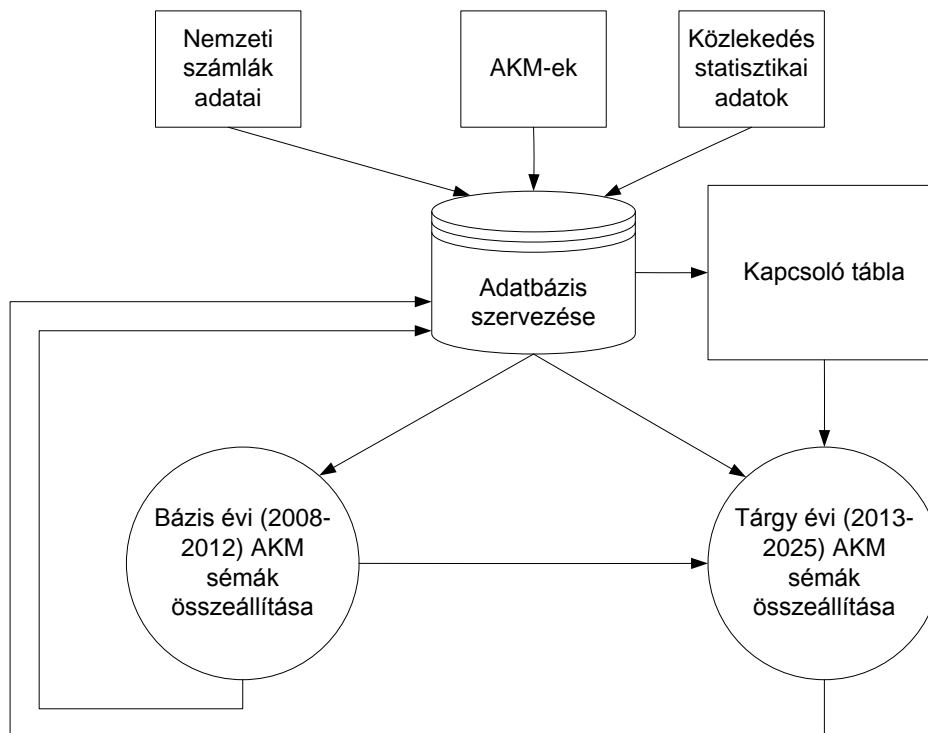 Nemzeti
számlák
adatai
AKM-ek
Közlekedés
statisztikai
adatok
Kapcsoló tábla
Adatbázis
szervezése
Bázis évi (2008-
2012) AKM
sémák
összeállítása
Tárgy évi (2013-
2025) AKM
sémák
összeállítása